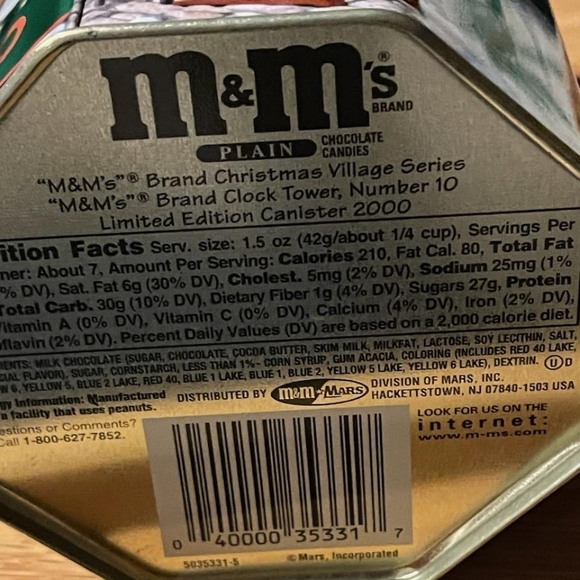 m&m's®
BRAND
PLAIN CHOCOLATE CANDIES
"M&M's"® Brand Christmas Village Series
"M&M's"® Brand Clock Tower, Number 10
Limited Edition Canister 2000
ition Facts Serv. size: 1.5 oz (42g/about 1/4 cup), Servings Per
ner: About 7, Amount Per Serving: Calories 210, Fat Cal. 80, Total Fat
% DV), Sat. Fat 6g (30% DV), Cholest. 5mg (2% DV), Sodium 25mg (1%
Total Carb. 30g (10% DV), Dietary Fiber 1g (4% DV), Sugars 27g, Protein
itamin A (0% DV), Vitamin C (0% DV), Calcium (4% DV), Iron (2% DV),
flavin (2% DV). Percent Daily Values (DV) are based on a 2,000 calorie diet.
ENTS: MILK CHOCOLATE (SUGAR, CHOCOLATE, COCOA BUTTER, SKIM MILK, MILKFAT, LACTOSE, SOY LECITHIN, SALT,
IAL FLAVOR), SUGAR, CORNSTARCH, LESS THAN 1%- CORN SYRUP, GUM ACACIA, COLORING (INCLUDES RED 40 LAKE,
W 6, YELLOW 5, BLUE 2 LAKE, RED 40, BLUE 1 LAKE, BLUE 1, BLUE 2, YELLOW 5 LAKE, YELLOW 6 LAKE), DEXTRIN. Ⓤ D
gy Information: Manufactured
n a facility that uses peanuts.
DISTRIBUTED BY m&m-MARS DIVISION OF MARS, INC.
HACKETTSTOWN, NJ 07840-1503 USA
estions or Comments?
Call 1-800-627-7852.
LOOK FOR US ON THE
internet:
www.m-ms.com
0 40000 35331 7
5035331-5
© Mars, Incorporated